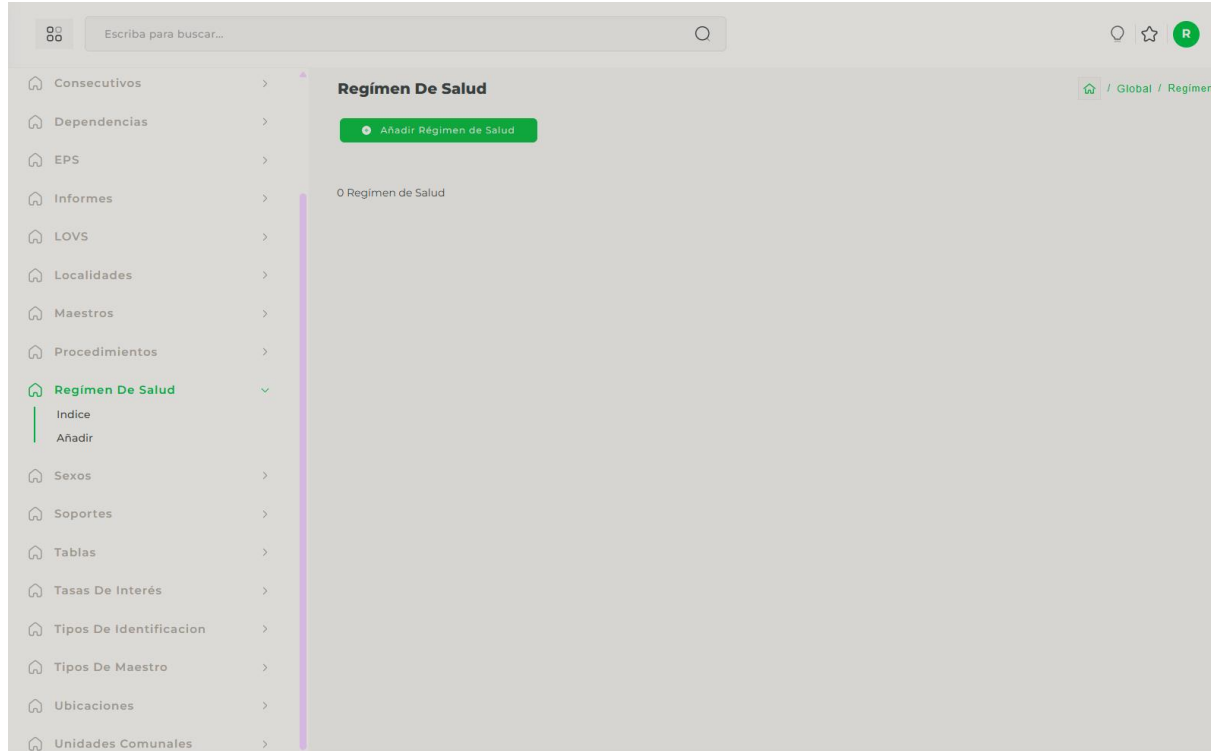 Escriba para buscar...
R
Consecutivos
Dependencias
EPS
Informes
LOVS
Localidades
Maestros
Procedimientos
Regímen De Salud
Indice
Añadir
Sexos
Soportes
Tablas
Tasas De Interés
Tipos De Identificacion
Tipos De Maestro
Ubicaciones
Unidades Comunales
Regímen De Salud
/ Global / Regímen
Añadir Régimen de Salud
0 Regímen de Salud